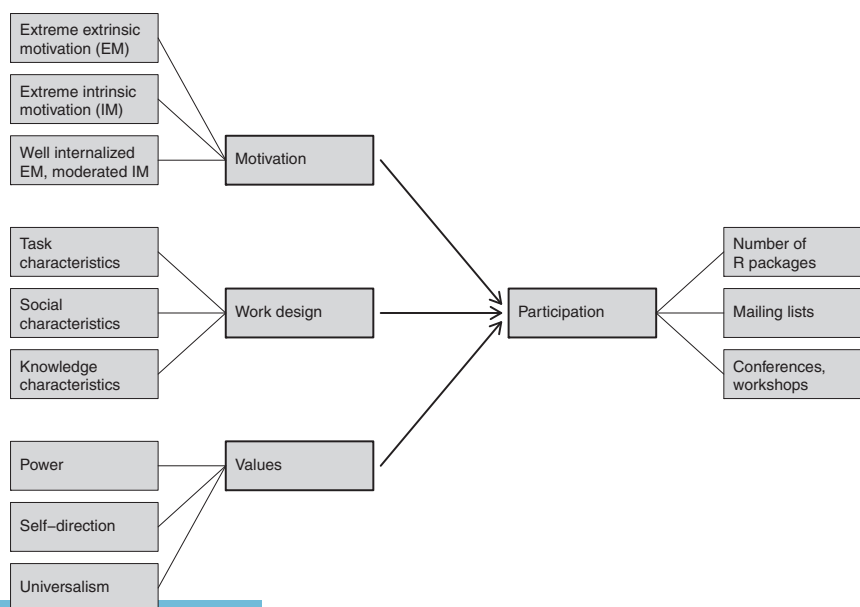 Extreme extrinsic
motivation (EM)
Extreme intrinsic
motivation (IM)
Well internalized
EM, moderated IM
Motivation
Task
characteristics
Social
characteristics
Knowledge
characteristics
Work design
Power
Self−direction
Universalism
Values
Participation
Number of
R packages
Mailing lists
Conferences,
workshops